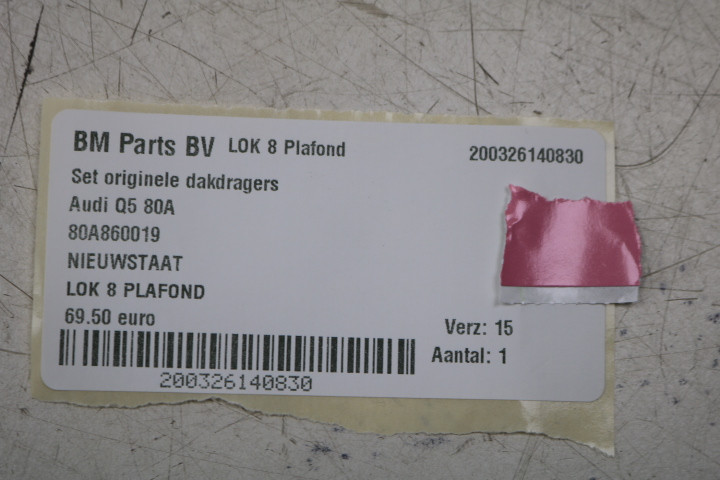 BM Parts BV LOK 8 Plafond 200326140830
Set originele dakdragers
Audi Q5 80A
80A860019
NIEUWSTAAT
LOK 8 PLAFOND
69.50 euro
Verz: 15
Aantal: 1
200326140830